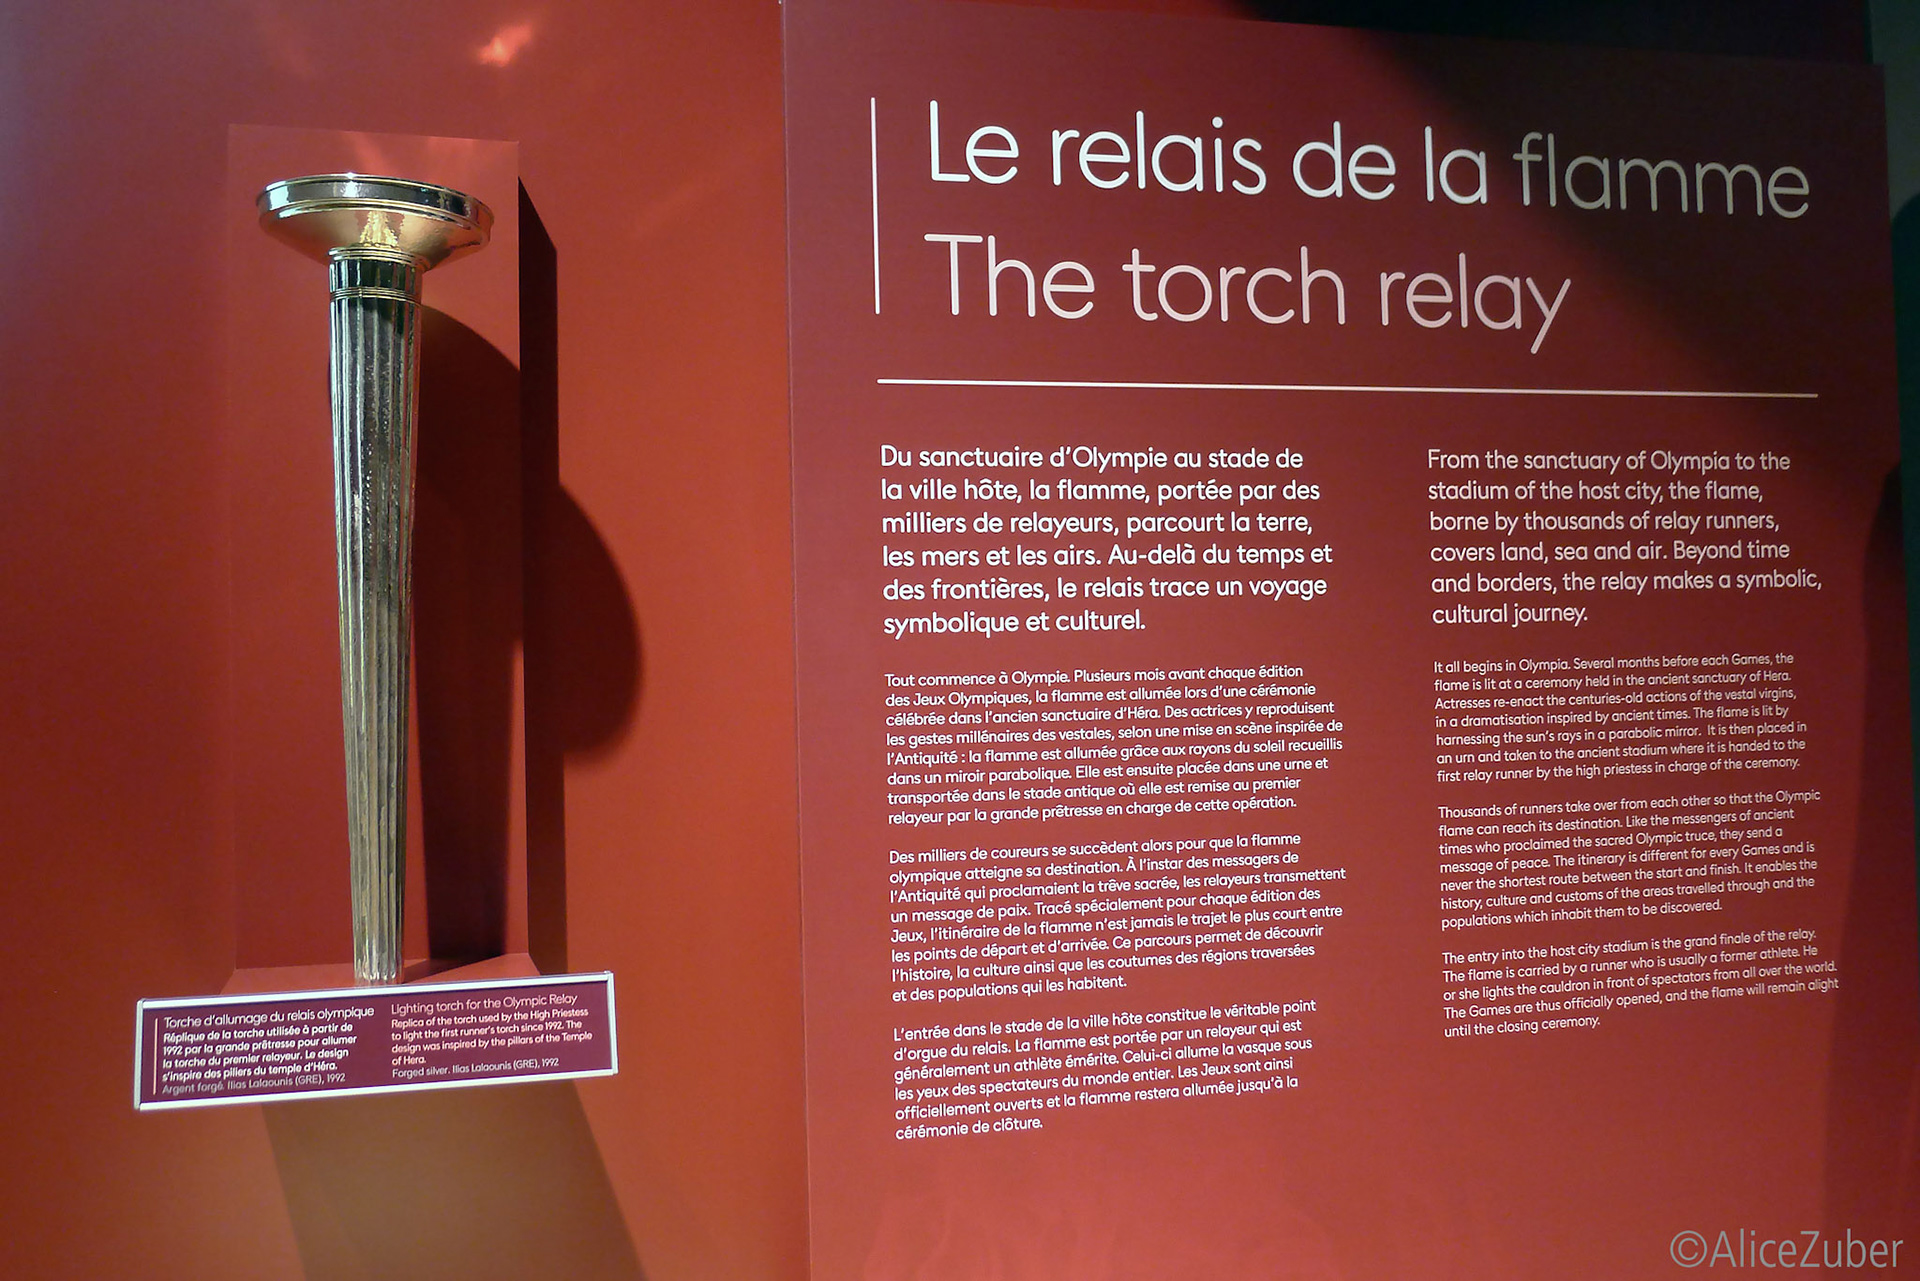 Le relais de la flamme
The torch relay
Du sanctuaire d'Olympie au stade de
la ville hôte, la flamme, portée par des
milliers de relayeurs, parcourt la terre,
les mers et les airs. Au-delà du temps et
des frontières, le relais trace un voyage
symbolique et culturel.
Tout commence à Olympie. Plusieurs mois avant chaque édition
des Jeux Olympiques, la flamme est allumée lors d'une cérémonie
célébrée dans l'ancien sanctuaire d'Héra. Des actrices y reproduisent
les gestes millénaires des vestales, selon une mise en scène inspirée de
l'Antiquité : la flamme est allumée grâce aux rayons du soleil recueillis
dans un miroir parabolique. Elle est ensuite placée dans une urne et
transportée dans le stade antique où elle est remise au premier
relayeur par la grande prêtresse en charge de cette opération.
Des milliers de coureurs se succèdent alors pour que la flamme
olympique atteigne sa destination. À l'instar des messagers de
l'Antiquité qui proclamaient la trêve sacrée, les relayeurs transmettent
un message de paix. Tracé spécialement pour chaque édition des
Jeux, l'itinéraire de la flamme n'est jamais le trajet le plus court entre
les points de départ et d'arrivée. Ce parcours permet de découvrir
l'histoire, la culture ainsi que les coutumes des régions traversées
et des populations qui les habitent.
L'entrée dans le stade de la ville hôte constitue le véritable point
d'orgue du relais. La flamme est portée par un relayeur qui est
généralement un athlète émérite. Celui-ci allume la vasque sous
les yeux des spectateurs du monde entier. Les Jeux sont ainsi
officiellement ouverts et la flamme restera allumée jusqu'à la
cérémonie de clôture.
From the sanctuary of Olympia to the
stadium of the host city, the flame,
borne by thousands of relay runners,
covers land, sea and air. Beyond time
and borders, the relay makes a symbolic,
cultural journey.
It all begins in Olympia. Several months before each Games, the
flame is lit at a ceremony held in the ancient sanctuary of Hera.
Actresses re-enact the centuries-old actions of the vestal virgins,
in a dramatisation inspired by ancient times. The flame is lit by
harnessing the sun's rays in a parabolic mirror. It is then placed in
an urn and taken to the ancient stadium where it is handed to the
first relay runner by the high priestess in charge of the ceremony.
Thousands of runners take over from each other so that the Olympic
flame can reach its destination. Like the messengers of ancient
times who proclaimed the sacred Olympic truce, they send a
message of peace. The itinerary is different for every Games and is
never the shortest route between the start and finish. It enables the
history, culture and customs of the areas travelled through and the
populations which inhabit them to be discovered.
The entry into the host city stadium is the grand finale of the relay.
The flame is carried by a runner who is usually a former athlete. He
or she lights the cauldron in front of spectators from all over the world.
The Games are thus officially opened, and the flame will remain alight
until the closing ceremony.
Torche d'allumage du relais olympique
Réplique de la torche utilisée à partir de
1992 par la grande prêtresse pour allumer
la torche du premier relayeur. Le design
s'inspire des piliers du temple d'Héra.
Argent forgé. Ilias Lalaounis (GRE), 1992
Lighting torch for the Olympic Relay
Replica of the torch used by the High Priestess
to light the first runner's torch since 1992. The
design was inspired by the pillars of the Temple
of Hera.
Forged silver. Ilias Lalaounis (GRE), 1992
©AliceZuber